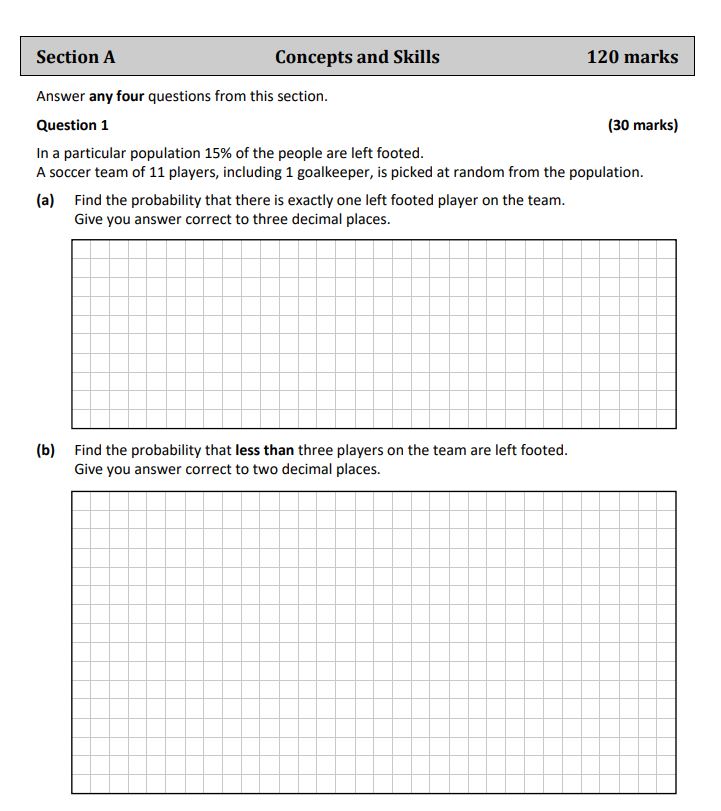 Section A Concepts and Skills 120 marks
Answer any four questions from this section.
Question 1 (30 marks)
In a particular population 15% of the people are left footed.
A soccer team of 11 players, including 1 goalkeeper, is picked at random from the population.
(a) Find the probability that there is exactly one left footed player on the team.
Give you answer correct to three decimal places.
(b) Find the probability that less than three players on the team are left footed.
Give you answer correct to two decimal places.